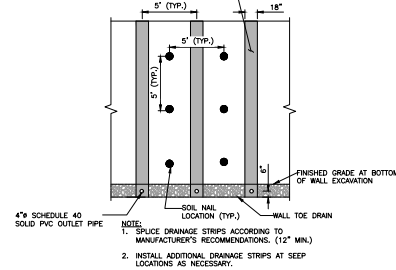 5' (TYP.)
18"
5' (TYP.)
5' (TYP.)
6"
FINISHED GRADE AT BOTTOM
OF WALL EXCAVATION
SOIL NAIL
LOCATION (TYP.)
WALL TOE DRAIN
4"ø SCHEDULE 40
SOLID PVC OUTLET PIPE
NOTE:
1. SPLICE DRAINAGE STRIPS ACCORDING TO
MANUFACTURER'S RECOMMENDATIONS. (12" MIN.)
2. INSTALL ADDITIONAL DRAINAGE STRIPS AT SEEP
LOCATIONS AS NECESSARY.